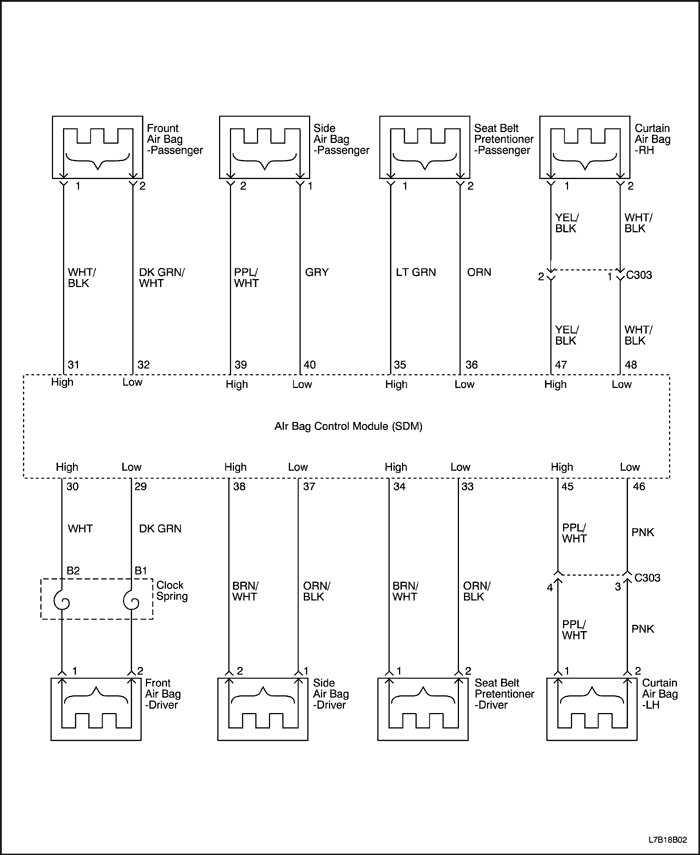 Frount
Air Bag
-Passenger
Side
Air Bag
-Passenger
Seat Belt
Pretentioner
-Passenger
Curtain
Air Bag
-RH
1 2 2 1 1 2 1 2
YEL/
BLK
WHT/
BLK
WHT/
BLK
DK GRN/
WHT
PPL/
WHT
GRY
LT GRN
ORN
2 1 C303
YEL/
BLK
WHT/
BLK
31 32 39 40 35 36 47 48
High Low High Low High Low High Low
AIr Bag Control Module (SDM)
High Low High Low High Low High Low
30 29 38 37 34 33 45 46
WHT
DK GRN
PPL/
WHT
PNK
B2 B1
Clock
Spring
BRN/
WHT
ORN/
BLK
BRN/
WHT
ORN/
BLK
4 3 C303
PPL/
WHT
PNK
1 2 2 1 1 2 1 2
Front
Air Bag
-Driver
Side
Air Bag
-Driver
Seat Belt
Pretentioner
-Driver
Curtain
Air Bag
-LH
L7B18B02